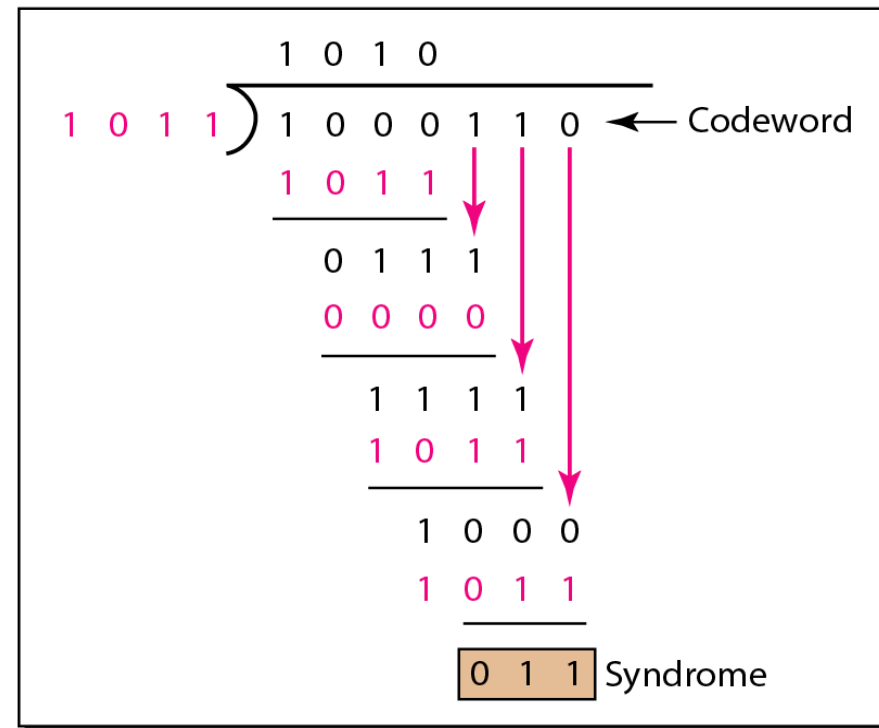 1 0 1 0
1 0 1 1 1 0 0 0 1 1 0 Codeword
1 0 1 1
0 1 1 1
0 0 0 0
1 1 1 1
1 0 1 1
1 0 0 0
1 0 1 1
0 1 1 Syndrome